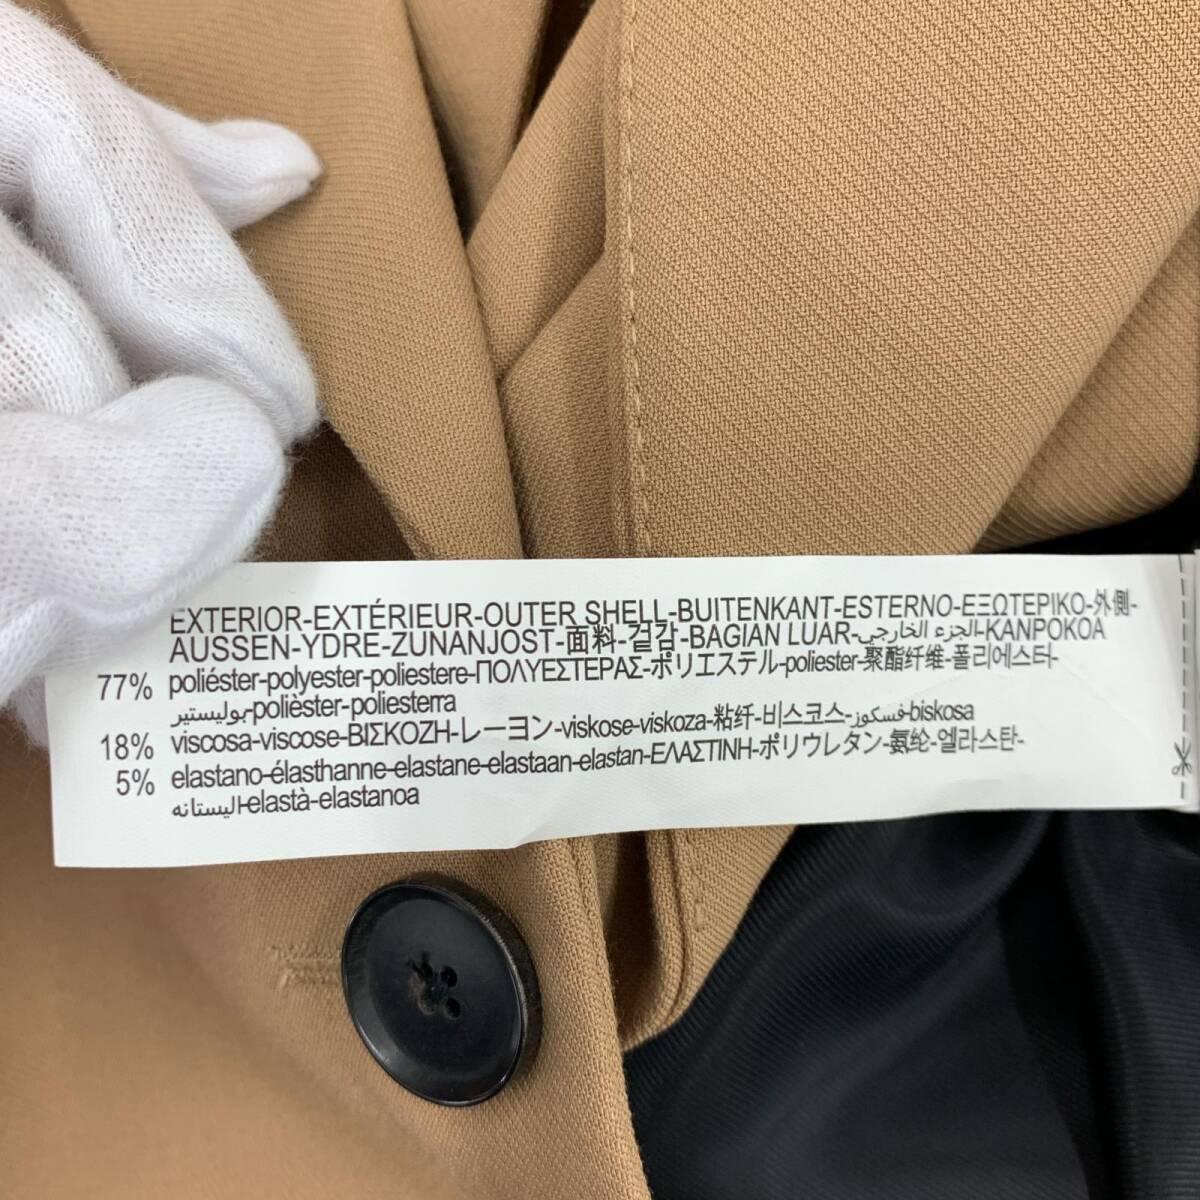 EXTERIOR-EXTÉRIEUR-OUTER SHELL-BUITENKANT-ESTERNO-ΕΞΩΤΕΡΙΚΟ-外側-
AUSSEN-YDRE-ZUNANJOST-面料-겉감-BAGIAN LUAR-الجزء الخارجي-KANPOKOA
77% poliéster-polyester-poliestere-ΠΟΛΥΕΣΤΕΡΑΣ-ポリエステル-poliester-聚酯纤维-폴리에스터-
بوليستير-polièster-poliesterra
18% viscosa-viscose-ΒΙΣΚΟΖΗ-レーヨン-viskose-viskoza-粘纤-비스코스-فسكوز-biskosa
5% elastano-élasthanne-elastane-elastaan-elastan-ΕΛΑΣΤΙΝΗ-ポリウレタン-氨纶-엘라스탄-
اليستانه-elastà-elastanoa